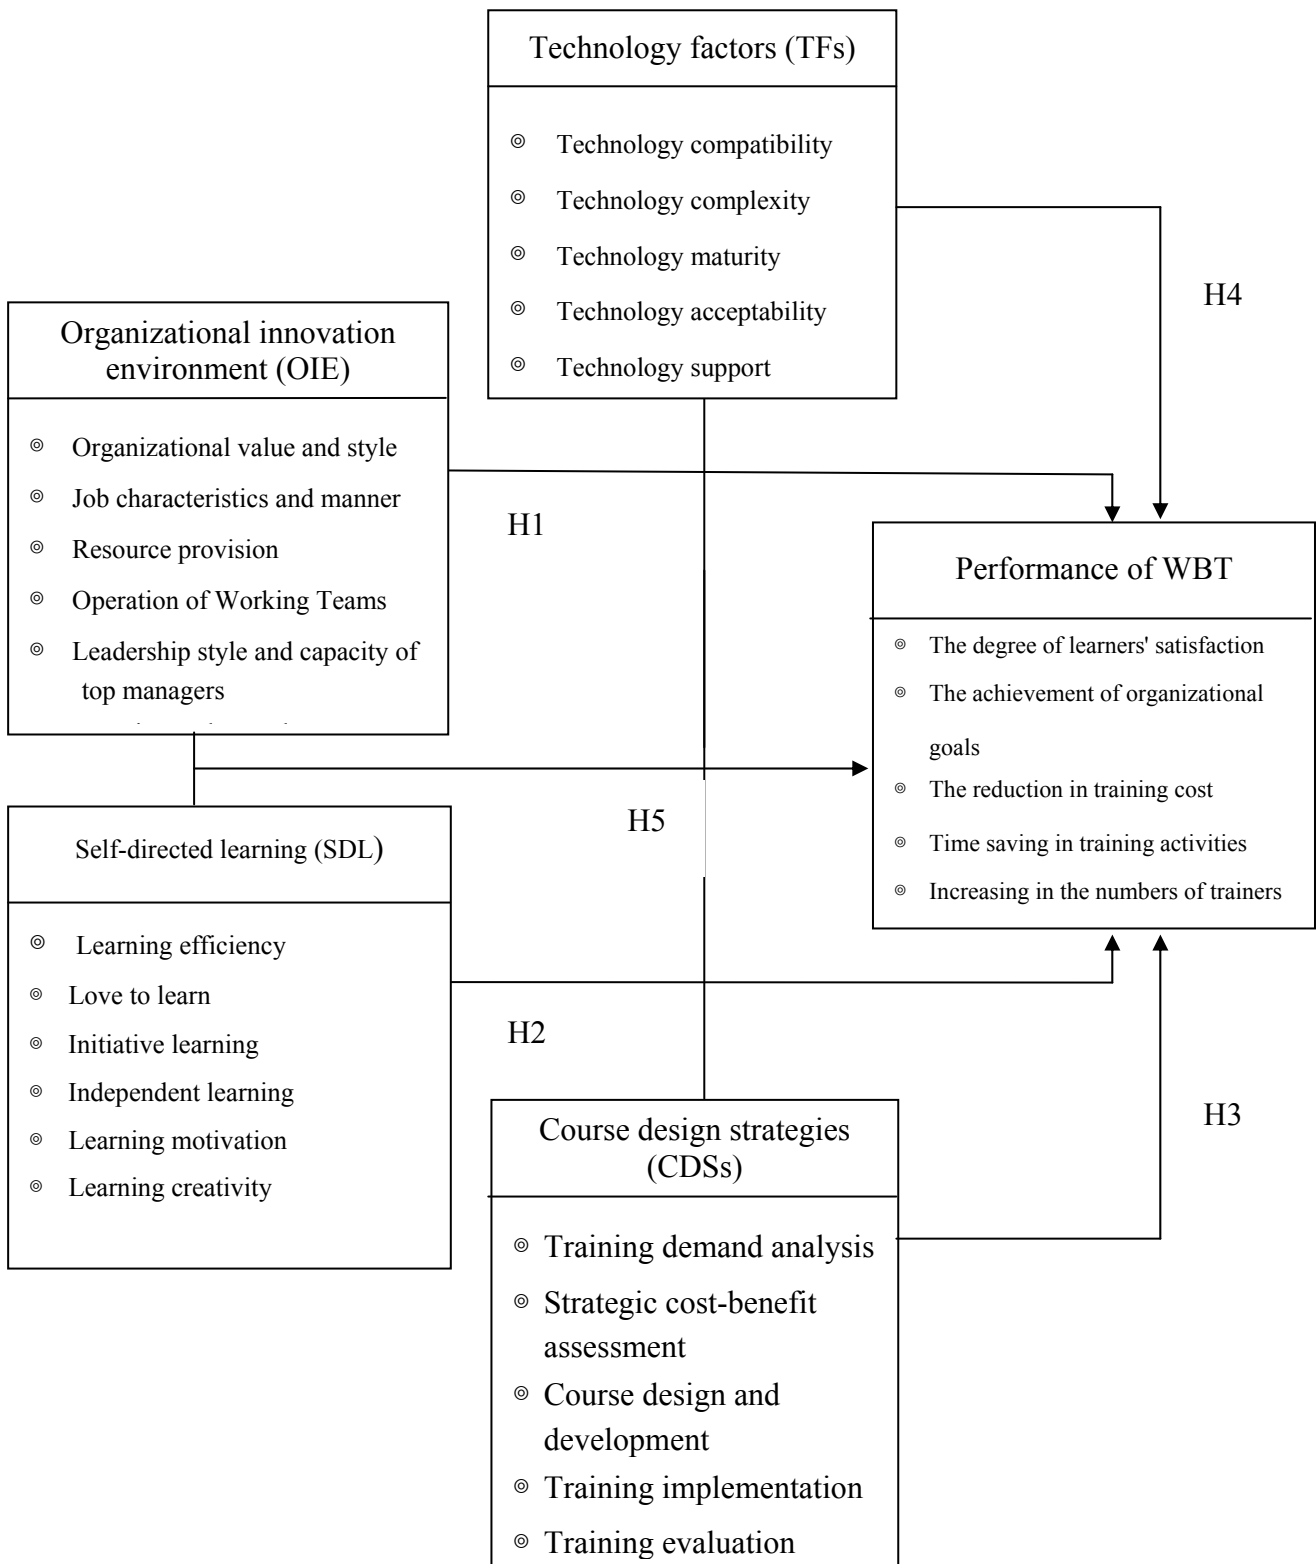 Technology factors (TFs)
◎ Technology compatibility
◎ Technology complexity
◎ Technology maturity
◎ Technology acceptability
◎ Technology support
H4
Organizational innovation
environment (OIE)
◎ Organizational value and style
◎ Job characteristics and manner
◎ Resource provision
◎ Operation of Working Teams
◎ Leadership style and capacity of
top managers
H1
Performance of WBT
◎ The degree of learners' satisfaction
◎ The achievement of organizational
goals
◎ The reduction in training cost
◎ Time saving in training activities
◎ Increasing in the numbers of trainers
H5
Self-directed learning (SDL)
◎ Learning efficiency
◎ Love to learn
◎ Initiative learning
◎ Independent learning
◎ Learning motivation
◎ Learning creativity
H2
Course design strategies
(CDSs)
◎ Training demand analysis
◎ Strategic cost-benefit
assessment
◎ Course design and
development
◎ Training implementation
◎ Training evaluation
H3